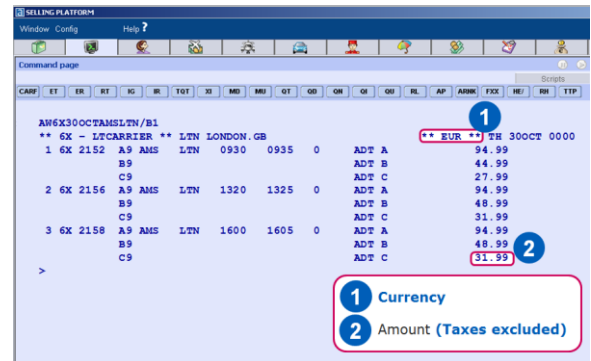 SELLING PLATFORM
Window Config Help ?
Command page
Scripts
CARF ET ER RT IG IR TQT XI MD MU QT QD QN QI QU RL AP ARNK FXX HE/ RH TTP
AW6X30OCTAMSLTN/B1
1
** 6X - LTCARRIER ** LTN LONDON.GB ** EUR ** TH 30OCT 0000
1 6X 2152 A9 AMS LTN 0930 0935 0 ADT A 94.99
B9 ADT B 44.99
C9 ADT C 27.99
2 6X 2156 A9 AMS LTN 1320 1325 0 ADT A 94.99
B9 ADT B 48.99
C9 ADT C 31.99
3 6X 2158 A9 AMS LTN 1600 1605 0 ADT A 94.99
B9 ADT B 48.99 2
C9 ADT C 31.99
>
1 Currency
2 Amount (Taxes excluded)